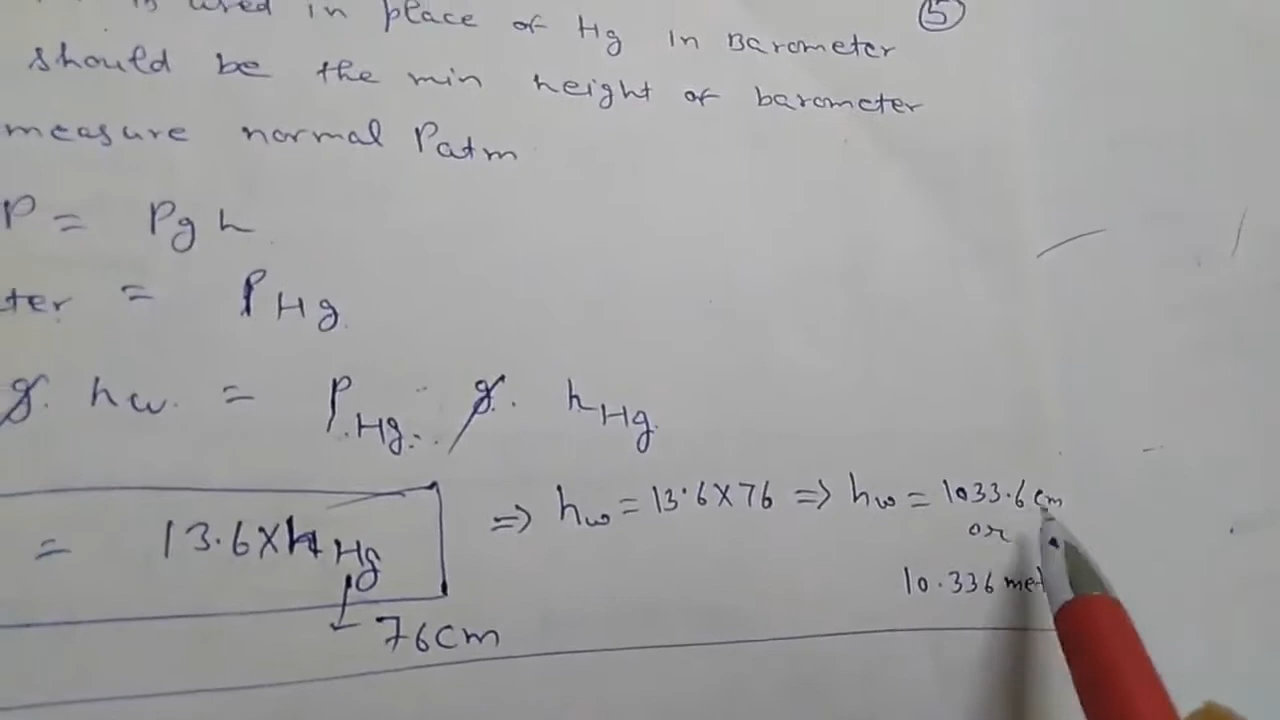 used in place of Hg in Barometer ⑤
should be the min height of barometer
measure normal Patm
P = ρgh
ter = ρHg
g. hw. = ρHg. g. hHg.
= 13.6×hHg ⇒ hw = 13.6×76 ⇒ hw = 1033.6 cm
or
10.336 met
76cm